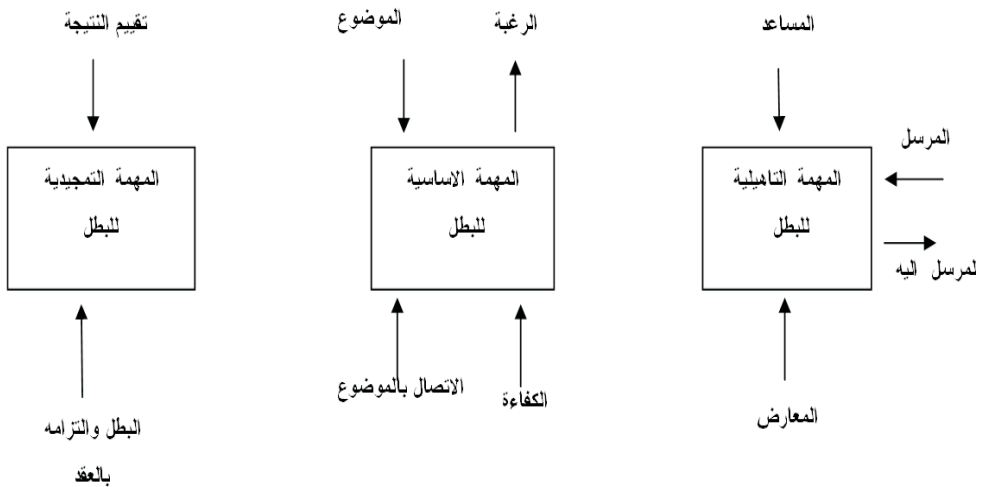 المساعد
المرسل
المهمة التاهيلية
للبطل
لمرسل اليه
المعارض
الرغبة
الموضوع
المهمة الاساسية
للبطل
الكفاءة
الاتصال بالموضوع
تقييم النتيجة
المهمة التمجيدية
للبطل
البطل والتزامه
بالعقد